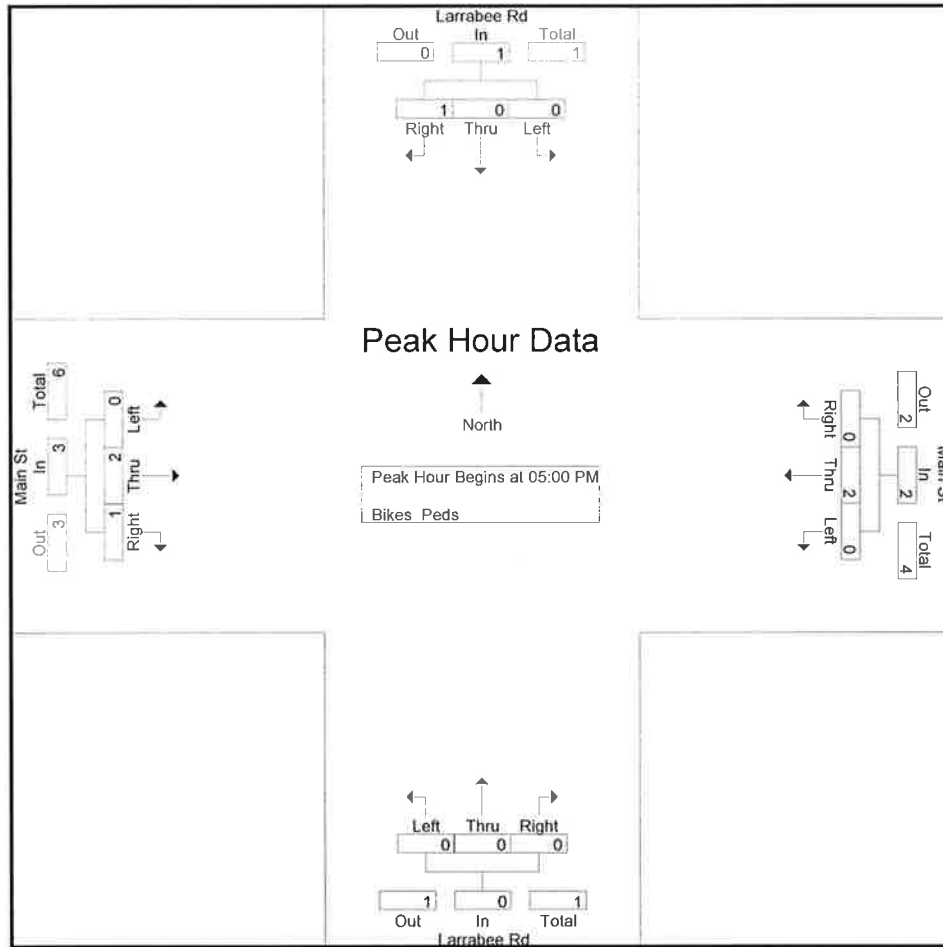 Larrabee Rd
Out In Total
0 1 1
1 0 0
Right Thru Left
Peak Hour Data
North
Peak Hour Begins at 05:00 PM
Bikes Peds
Main St
Total In Out
6 3 3
0 2 1
Left Thru Right
Right Thru Left
0 2 0
Out In Total
2 2 4
Main St
Left Thru Right
0 0 0
1 0 1
Out In Total
Larrabee Rd